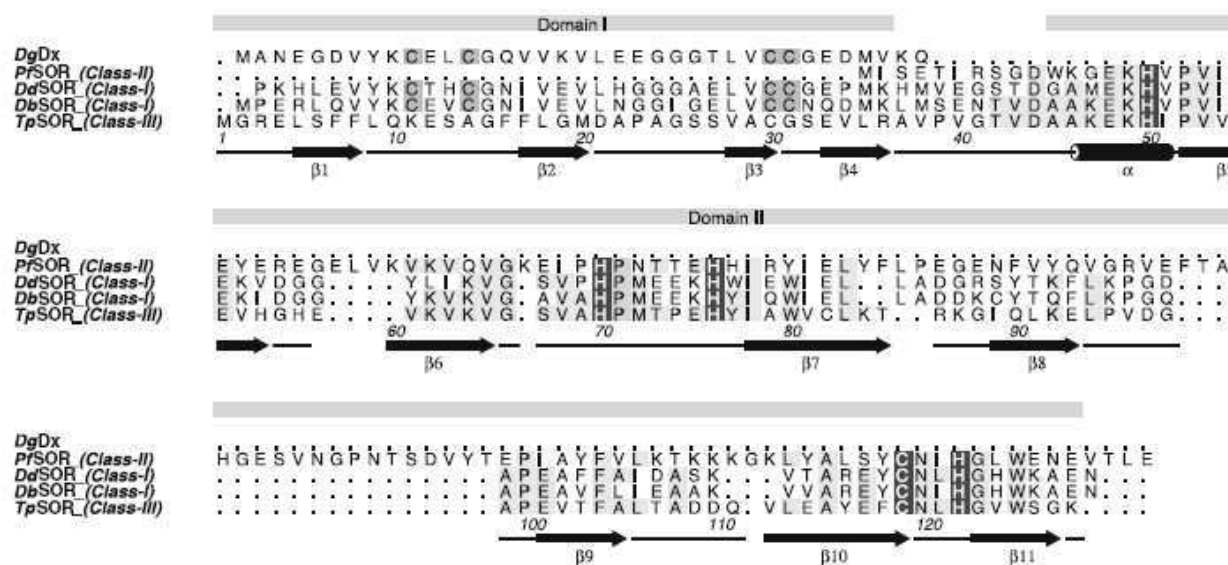 Domain I
DgDx . M A N E G D V Y K C E L C G Q V V K V L E E G G G T L V C C G E D M V K Q . . . . . . . . . . . . . . . .
PfSOR_(Class-II) . . . . . . . . . . . . . . . . . . . . . . . . . . . . . . . . . . M I S E T I R S G D W K G E K H V P V I
DdSOR_(Class-I) . . P K H L E V Y K C T H C G N I V E V L H G G G A E L V C C G E P M K H M V E G S T D G A M E K H V P V I
DbSOR_(Class-I) . M P E R L Q V Y K C E V C G N I V E V L N G G I G E L V C C N Q D M K L M S E N T V D A A K E K H V P V I
TpSOR_(Class-III) M G R E L S F F L Q K E S A G F F L G M D A P A G S S V A C G S E V L R A V P V G T V D A A K E K H I P V V
1 10 20 30 40 50
β1 β2 β3 β4 α β5
Domain II
DgDx . . . . . . . . . . . . . . . . . . . . . . . . . . . . . . . . . . . . . . . . . . . . . . . . . . . . . .
PfSOR_(Class-II) E Y E R E G E L V K V K V Q V G K E I P H P N T T E H H I R Y I E L Y F L P E G E N F V Y Q V G R V E F T A
DdSOR_(Class-I) E K V D G G . . . . Y L I K V G . S V P H P M E E K H W I E W I E L . . L A D G R S Y T K F L K P G D . . .
DbSOR_(Class-I) E K I D G G . . . . Y K V K V G . A V A H P M E E K H Y I Q W I E L . . L A D D K C Y T Q F L K P G Q . . .
TpSOR_(Class-III) E V H G H E . . . . V K V K V G . S V A H P M T P E H Y I A W V C L K T . . R K G I Q L K E L P V D G . . .
60 70 80 90
β6 β7 β8
DgDx . . . . . . . . . . . . . . . . . . . . . . . . . . . . . . . . . . . . . . . . . . . . . . . . . .
PfSOR_(Class-II) H G E S V N G P N T S D V Y T E P I A Y F V L K T K K K G K L Y A L S Y C N I H G L W E N E V T L E
DdSOR_(Class-I) . . . . . . . . . . . . . . . A P E A F F A I D A S K . . . V T A R E Y C N L H G H W K A E N . . .
DbSOR_(Class-I) . . . . . . . . . . . . . . . A P E A V F L I E A A K . . . V V A R E Y C N I H G H W K A E N . . .
TpSOR_(Class-III) . . . . . . . . . . . . . . . A P E V T F A L T A D D Q . V L E A Y E F C N L H G V W S G K . . . .
100 110 120
β9 β10 β11